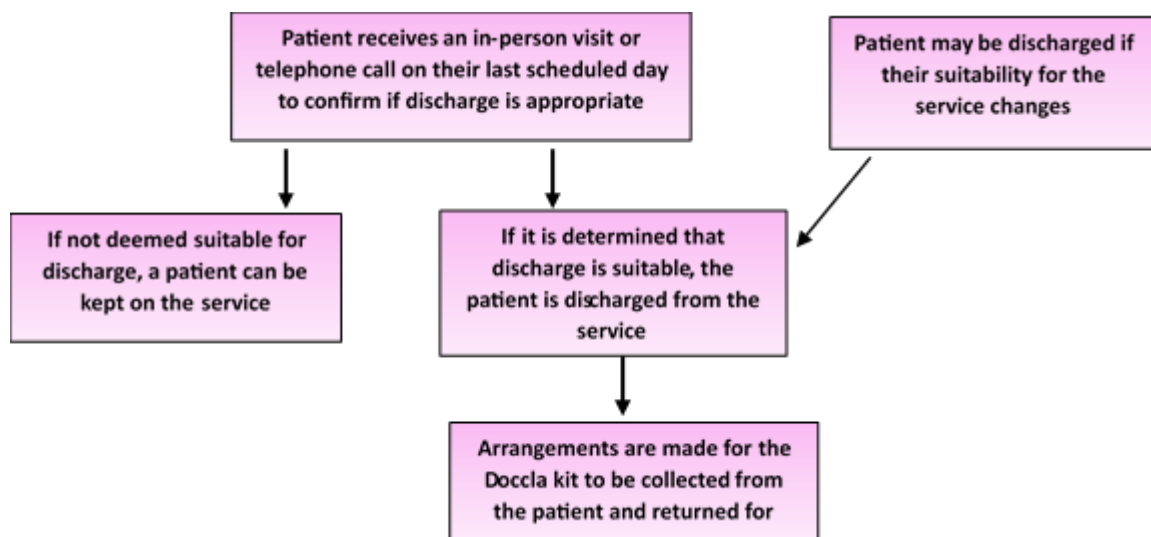 Patient receives an in-person visit or
telephone call on their last scheduled day
to confirm if discharge is appropriate
Patient may be discharged if
their suitability for the
service changes
If not deemed suitable for
discharge, a patient can be
kept on the service
If it is determined that
discharge is suitable, the
patient is discharged from the
service
Arrangements are made for the
Doccla kit to be collected from
the patient and returned for